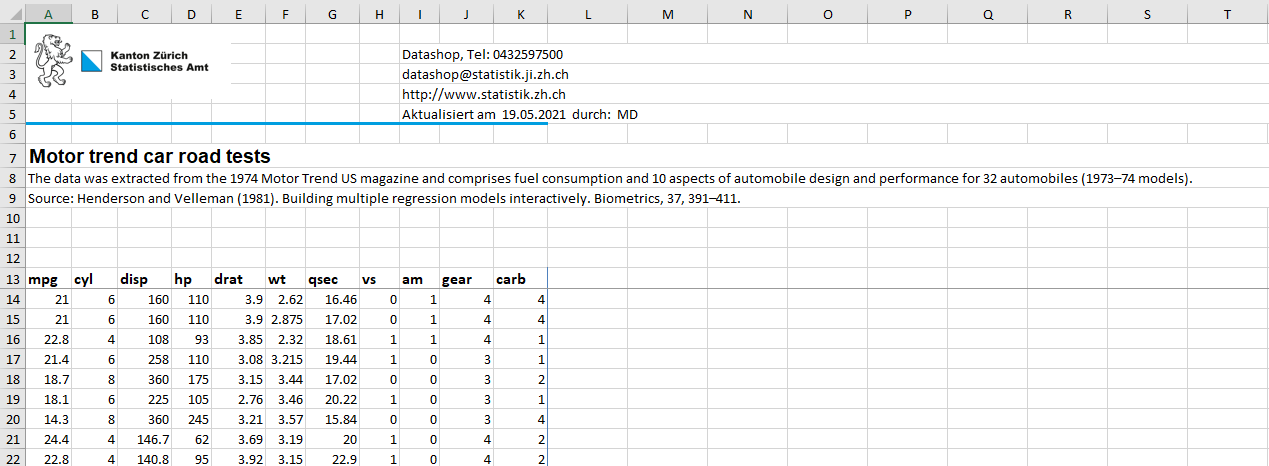 A B C D E F G H I J K L M N O P Q R S T
1
Kanton Zürich
Statistisches Amt
2 Datashop, Tel: 0432597500
3 datashop@statistik.ji.zh.ch
4 http://www.statistik.zh.ch
5 Aktualisiert am 19.05.2021 durch: MD
6
7 Motor trend car road tests
8 The data was extracted from the 1974 Motor Trend US magazine and comprises fuel consumption and 10 aspects of automobile design and performance for 32 automobiles (1973–74 models).
9 Source: Henderson and Velleman (1981). Building multiple regression models interactively. Biometrics, 37, 391–411.
10
11
12
13 mpg cyl disp hp drat wt qsec vs am gear carb
14 21 6 160 110 3.9 2.62 16.46 0 1 4 4
15 21 6 160 110 3.9 2.875 17.02 0 1 4 4
16 22.8 4 108 93 3.85 2.32 18.61 1 1 4 1
17 21.4 6 258 110 3.08 3.215 19.44 1 0 3 1
18 18.7 8 360 175 3.15 3.44 17.02 0 0 3 2
19 18.1 6 225 105 2.76 3.46 20.22 1 0 3 1
20 14.3 8 360 245 3.21 3.57 15.84 0 0 3 4
21 24.4 4 146.7 62 3.69 3.19 20 1 0 4 2
22 22.8 4 140.8 95 3.92 3.15 22.9 1 0 4 2